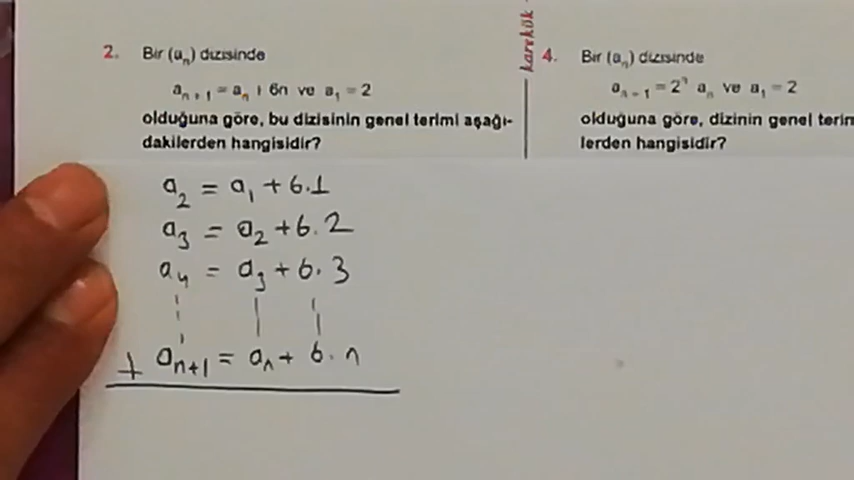 2. Bir (aₙ) dizisinde
aₙ₊₁ = aₙ + 6n ve a₁ = 2
olduğuna göre, bu dizisinin genel terimi aşağı-
dakilerden hangisidir?
a₂ = a₁ + 6.1
a₃ = a₂ + 6.2
a₄ = a₃ + 6.3
+ aₙ₊₁ = aₙ + 6.n
karekök
4. Bir (aₙ) dizisinde
aₙ₊₁ = 2ⁿ aₙ ve a₁ = 2
olduğuna göre, dizinin genel terim
lerden hangisidir?